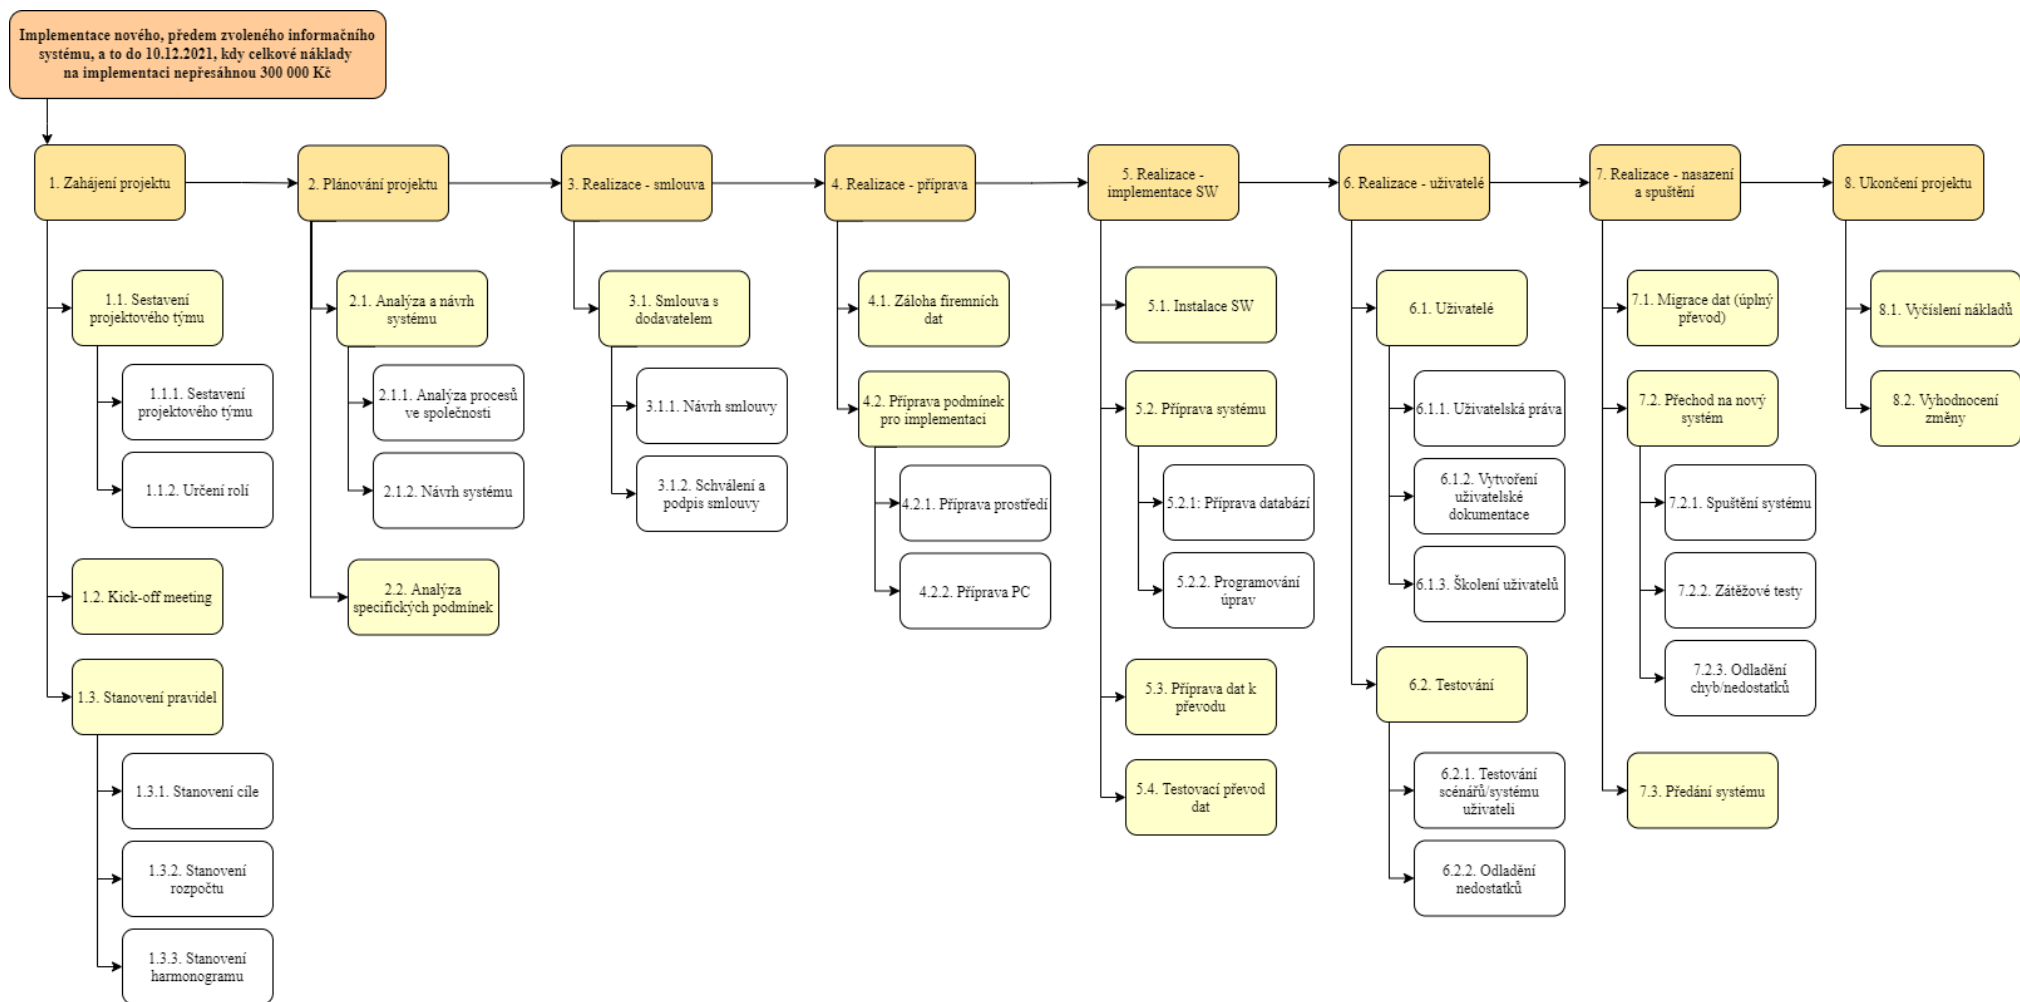 Implementace nového, předem zvoleného informačního
systému, a to do 10.12.2021, kdy celkové náklady
na implementaci nepřesáhnou 300 000 Kč
1. Zahájení projektu
2. Plánování projektu
3. Realizace - smlouva
4. Realizace - příprava
5. Realizace -
implementace SW
6. Realizace - uživatelé
7. Realizace - nasazení
a spuštění
8. Ukončení projektu
1.1. Sestavení
projektového týmu
1.1.1. Sestavení
projektového týmu
1.1.2. Určení rolí
1.2. Kick-off meeting
1.3. Stanovení pravidel
1.3.1. Stanovení cíle
1.3.2. Stanovení
rozpočtu
1.3.3. Stanovení
harmonogramu
2.1. Analýza a návrh
systému
2.1.1. Analýza procesů
ve společnosti
2.1.2. Návrh systému
2.2. Analýza
specifických podmínek
3.1. Smlouva s
dodavatelem
3.1.1. Návrh smlouvy
3.1.2. Schválení a
podpis smlouvy
4.1. Záloha firemních
dat
4.2. Příprava podmínek
pro implementaci
4.2.1. Příprava prostředí
4.2.2. Příprava PC
5.1. Instalace SW
5.2. Příprava systému
5.2.1: Příprava databází
5.2.2. Programování
úprav
5.3. Příprava dat k
převodu
5.4. Testovací převod
dat
6.1. Uživatelé
6.1.1. Uživatelská práva
6.1.2. Vytvoření
uživatelské
dokumentace
6.1.3. Školení uživatelů
6.2. Testování
6.2.1. Testování
scénářů/systému
uživateli
6.2.2. Odladění
nedostatků
7.1. Migrace dat (úplný
převod)
7.2. Přechod na nový
systém
7.2.1. Spuštění systému
7.2.2. Zátěžové testy
7.2.3. Odladění
chyb/nedostatků
7.3. Předání systému
8.1. Vyčíslení nákladů
8.2. Vyhodnocení
změny